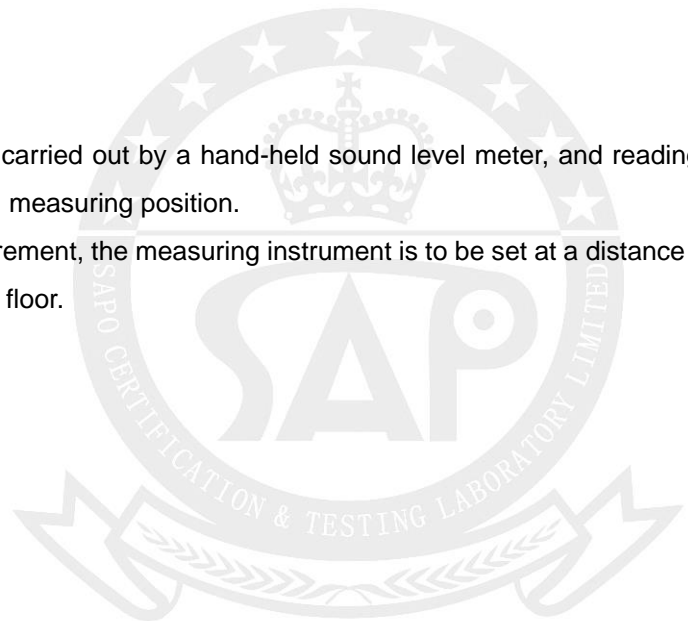 carried out by a hand-held sound level meter, and reading
measuring position.
rement, the measuring instrument is to be set at a distance
floor.
SAP
SAPO CERTIFICATION & TESTING LABORATORY LIMITED